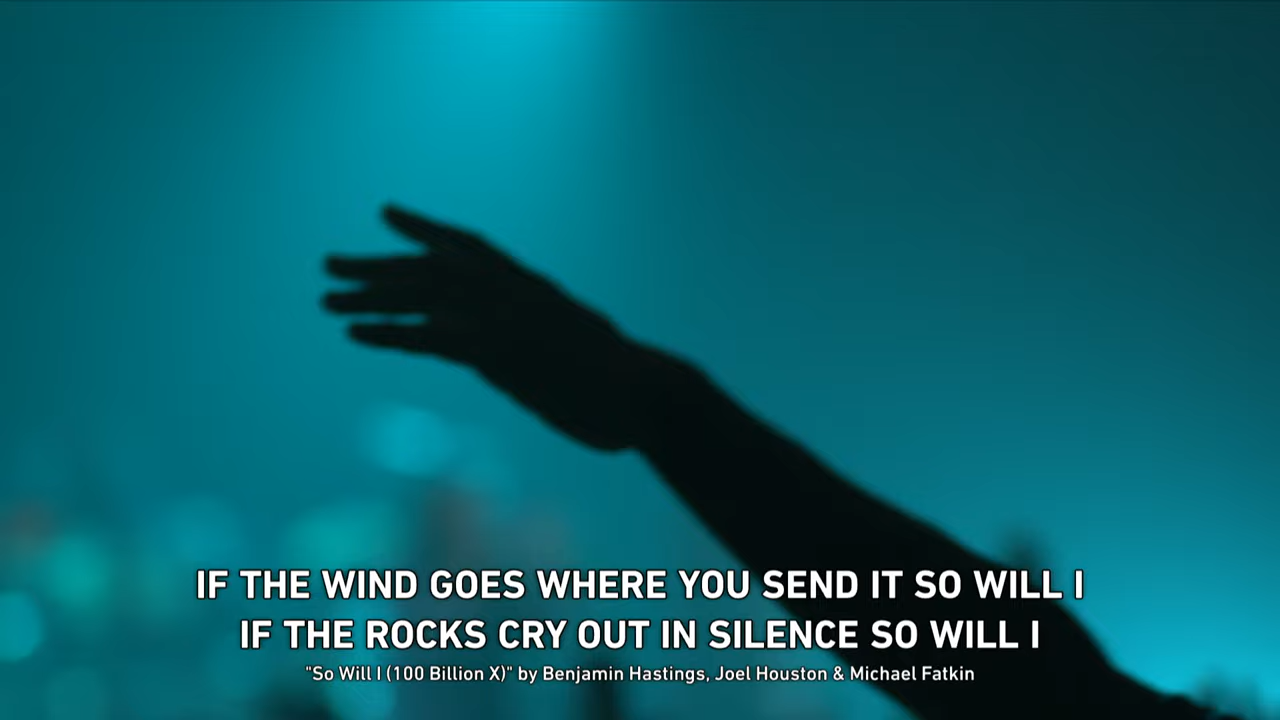 IF THE WIND GOES WHERE YOU SEND IT SO WILL I
IF THE ROCKS CRY OUT IN SILENCE SO WILL I
"So Will I (100 Billion X)" by Benjamin Hastings, Joel Houston & Michael Fatkin